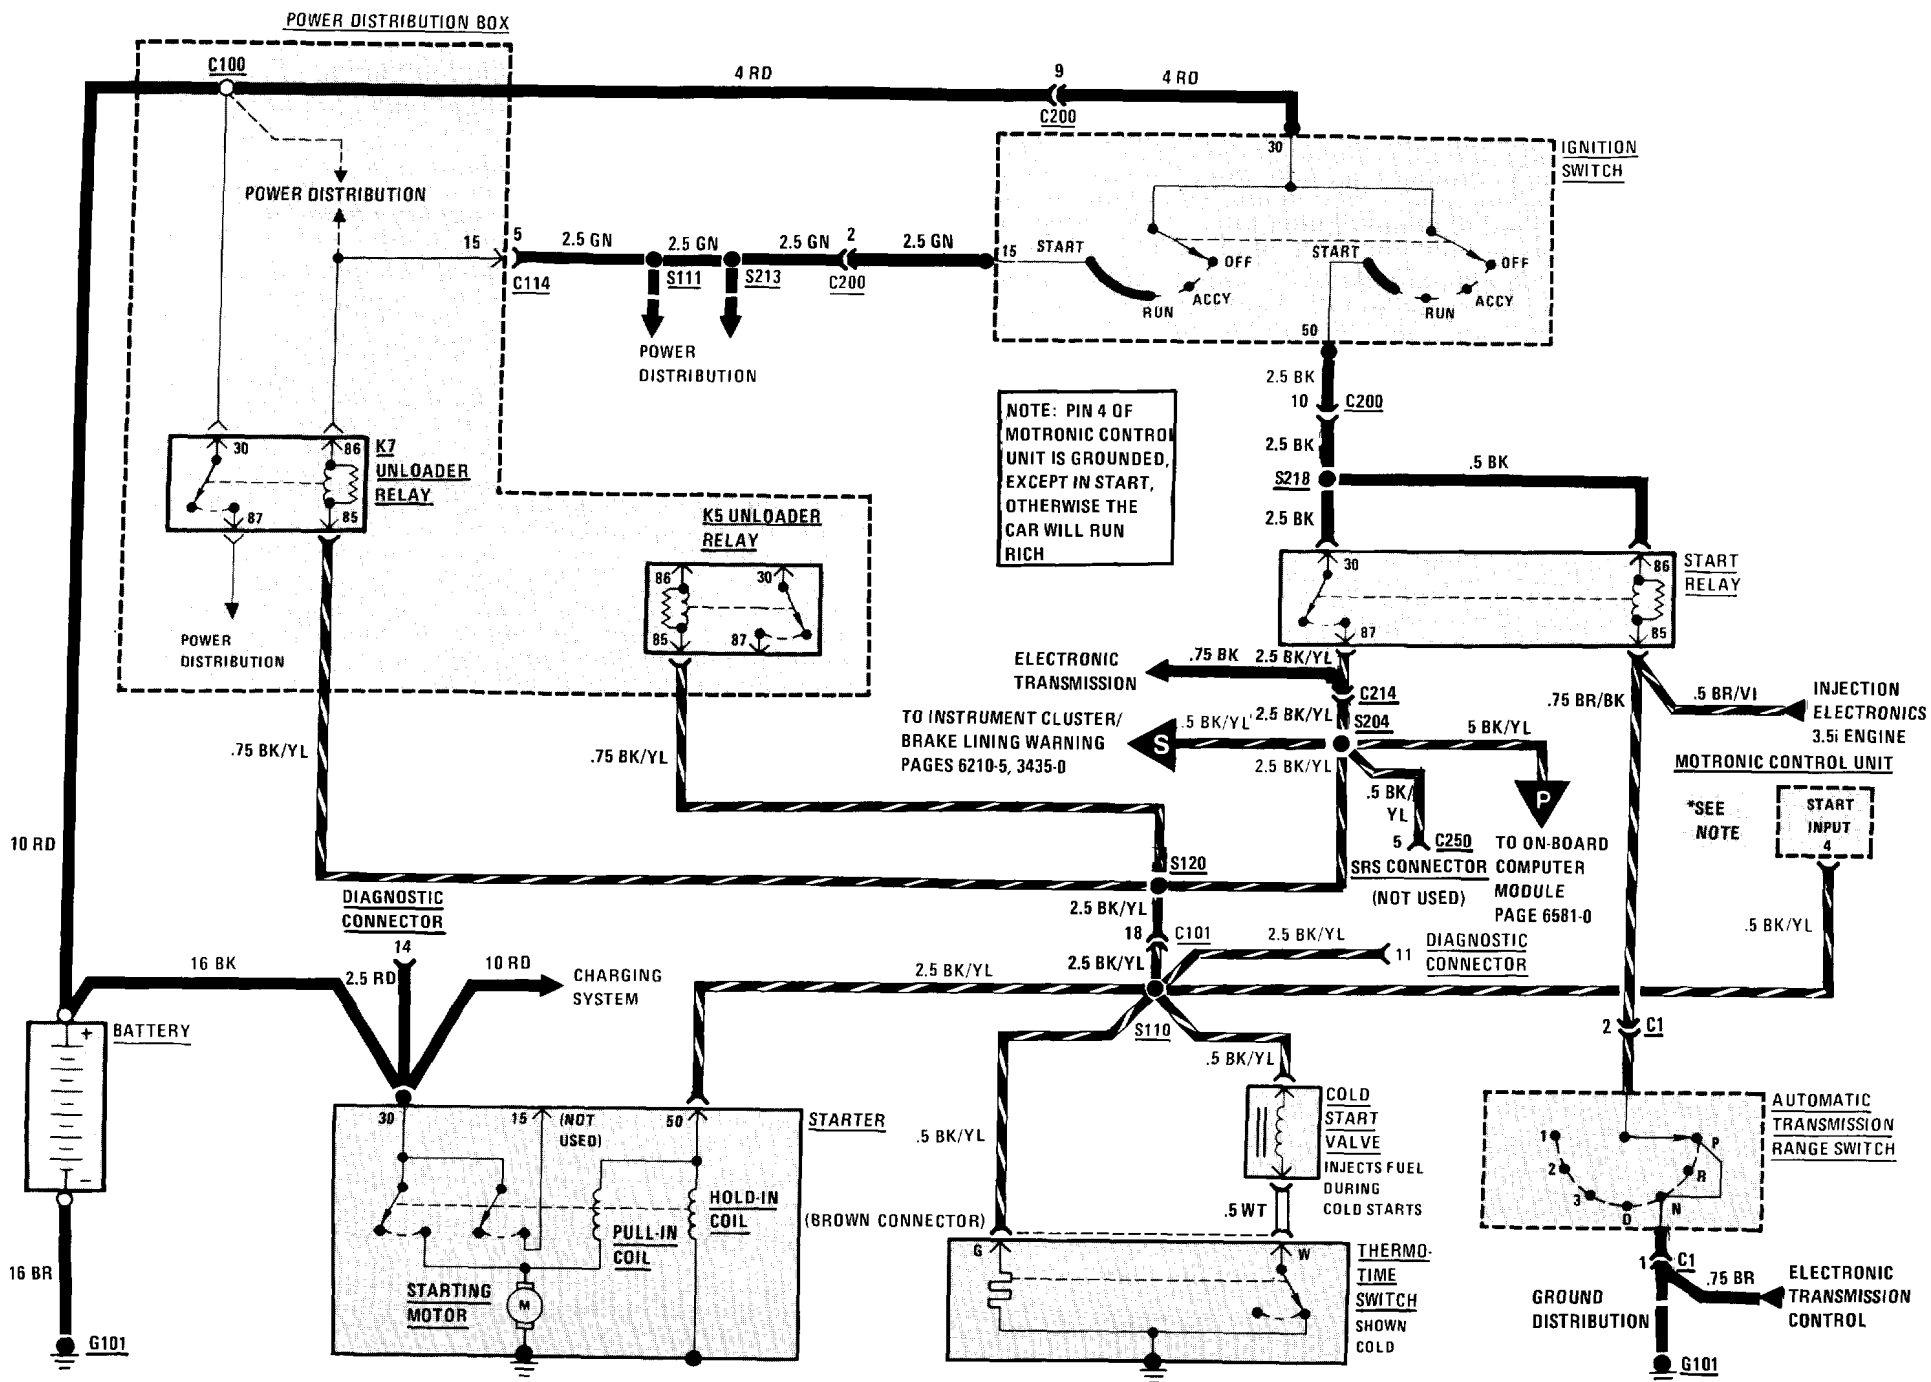 POWER DISTRIBUTION BOX
C100
4 RD
9
4 RD
C200
30
IGNITION
SWITCH
POWER DISTRIBUTION
15
5
2.5 GN
2.5 GN
2.5 GN
2
2.5 GN
C114
S111
S213
C200
15
START
OFF
ACCY
RUN
START
OFF
ACCY
RUN
50
POWER
DISTRIBUTION
2.5 BK
10
C200
NOTE: PIN 4 OF
MOTRONIC CONTROL
UNIT IS GROUNDED,
EXCEPT IN START,
OTHERWISE THE
CAR WILL RUN
RICH
2.5 BK
S218
.5 BK
2.5 BK
30
86
K7
UNLOADER
RELAY
87
85
K5 UNLOADER
RELAY
86
30
85
87
30
86
START
RELAY
87
85
POWER
DISTRIBUTION
ELECTRONIC
TRANSMISSION
.75 BK
2.5 BK/YL
C214
TO INSTRUMENT CLUSTER/
BRAKE LINING WARNING
PAGES 6210-5, 3435-0
S
.5 BK/YL
2.5 BK/YL
S204
5 BK/YL
2.5 BK/YL
.75 BR/BK
.5 BR/VI
INJECTION
ELECTRONICS
3.5i ENGINE
MOTRONIC CONTROL UNIT
*SEE
NOTE
START
INPUT
4
.75 BK/YL
.75 BK/YL
.5 BK/
YL
5
C250
SRS CONNECTOR
(NOT USED)
P
TO ON-BOARD
COMPUTER
MODULE
PAGE 6581-0
10 RD
S120
2.5 BK/YL
18
C101
2.5 BK/YL
2.5 BK/YL
11
DIAGNOSTIC
CONNECTOR
.5 BK/YL
DIAGNOSTIC
CONNECTOR
14
16 BK
2.5 RD
10 RD
CHARGING
SYSTEM
2.5 BK/YL
S110
2
C1
+
BATTERY
-
.5 BK/YL
30
15
(NOT
USED)
50
STARTER
HOLD-IN
COIL
PULL-IN
COIL
STARTING
MOTOR
M
.5 BK/YL
COLD
START
VALVE
INJECTS FUEL
DURING
COLD STARTS
.5 WT
(BROWN CONNECTOR)
G
W
THERMO-
TIME
SWITCH
SHOWN
COLD
AUTOMATIC
TRANSMISSION
RANGE SWITCH
1
2
3
D
N
R
P
1
C1
.75 BR
ELECTRONIC
TRANSMISSION
CONTROL
GROUND
DISTRIBUTION
G101
16 BR
G101